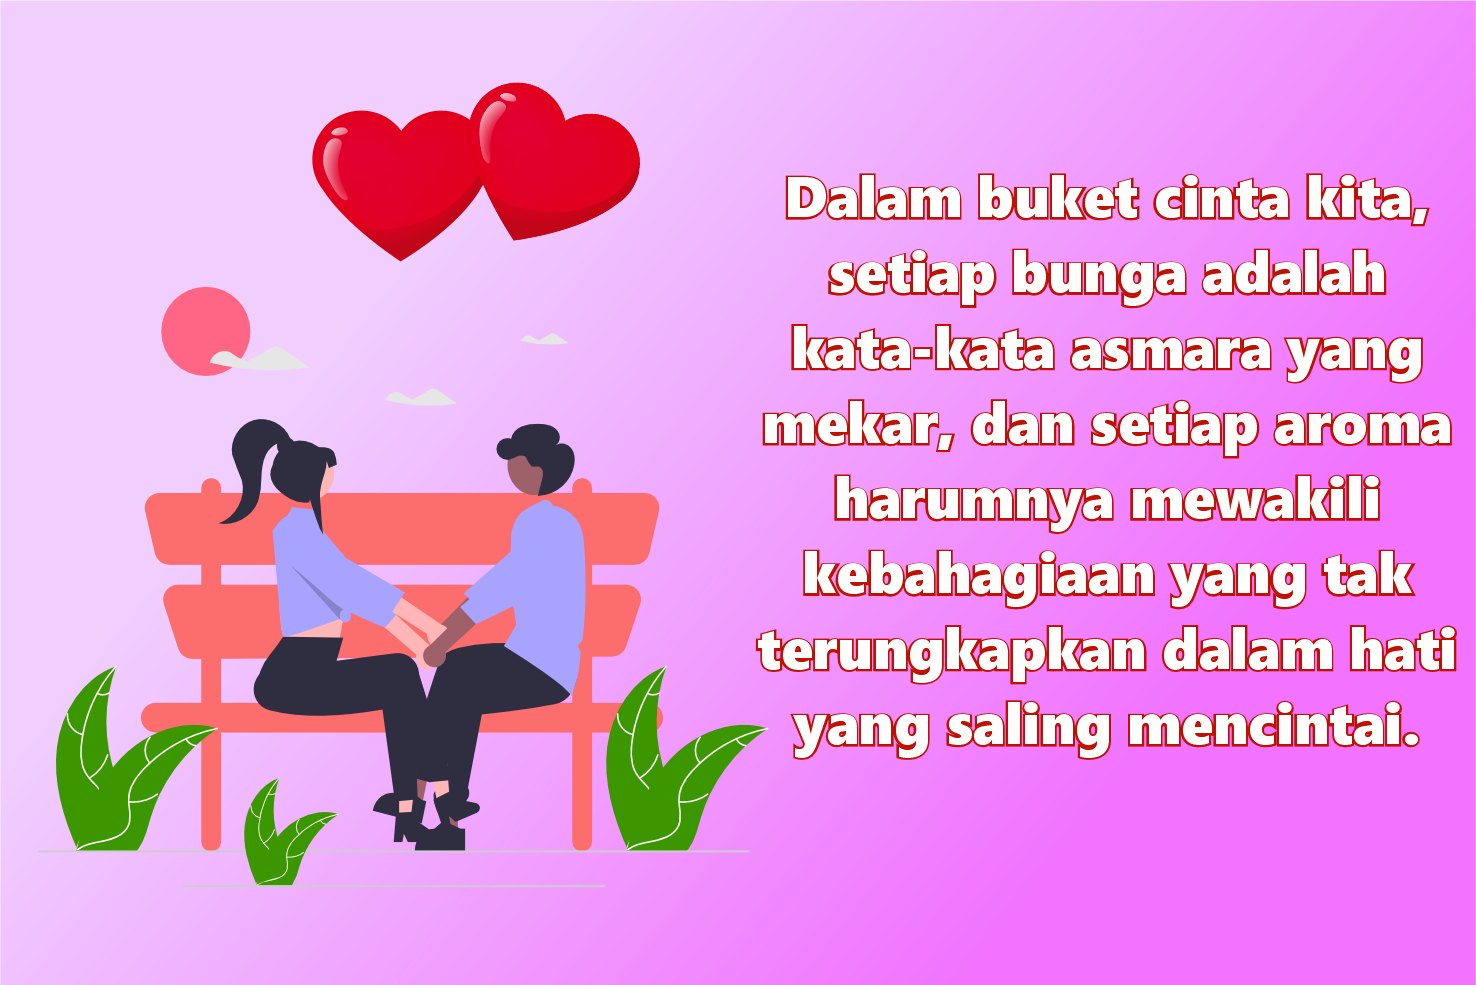 Dalam buket cinta kita,
setiap bunga adalah
kata-kata asmara yang
mekar, dan setiap aroma
harumnya mewakili
kebahagiaan yang tak
terungkapkan dalam hati
yang saling mencintai.